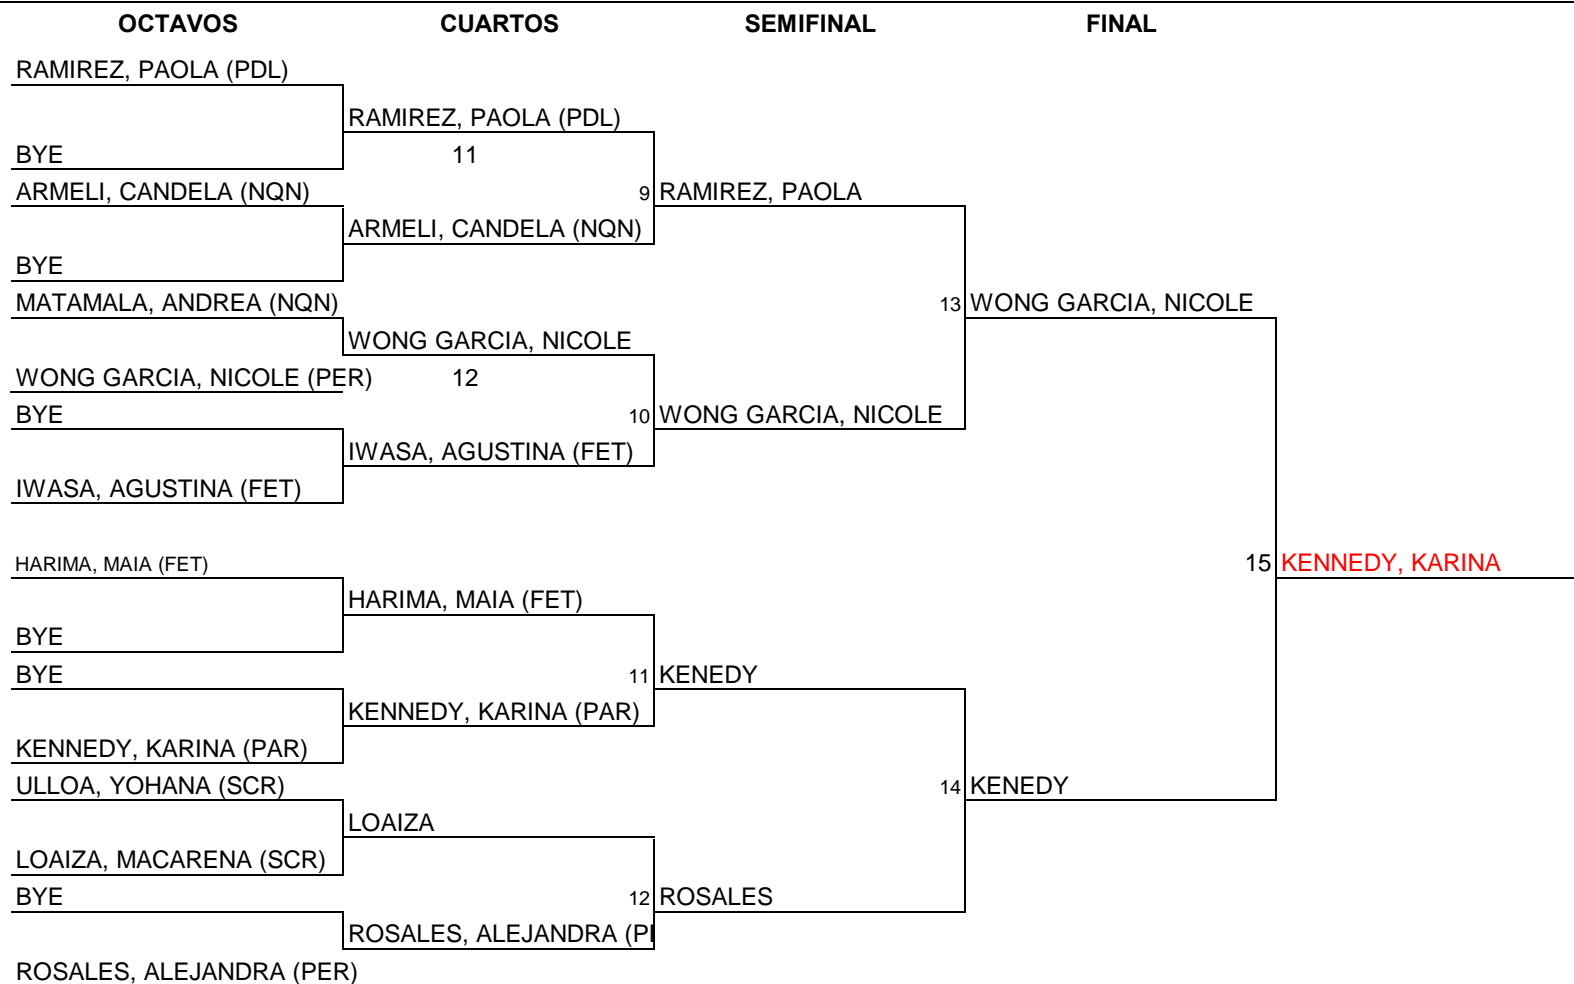 OCTAVOS CUARTOS SEMIFINAL FINAL
RAMIREZ, PAOLA (PDL)
RAMIREZ, PAOLA (PDL)
BYE 11
ARMELI, CANDELA (NQN) 9 RAMIREZ, PAOLA
ARMELI, CANDELA (NQN)
BYE
MATAMALA, ANDREA (NQN) 13 WONG GARCIA, NICOLE
WONG GARCIA, NICOLE
WONG GARCIA, NICOLE (PER) 12
BYE 10 WONG GARCIA, NICOLE
IWASA, AGUSTINA (FET)
IWASA, AGUSTINA (FET)
HARIMA, MAIA (FET) 15 KENNEDY, KARINA
HARIMA, MAIA (FET)
BYE
BYE 11 KENEDY
KENNEDY, KARINA (PAR)
KENNEDY, KARINA (PAR)
ULLOA, YOHANA (SCR) 14 KENEDY
LOAIZA
LOAIZA, MACARENA (SCR)
BYE 12 ROSALES
ROSALES, ALEJANDRA (P
ROSALES, ALEJANDRA (PER)